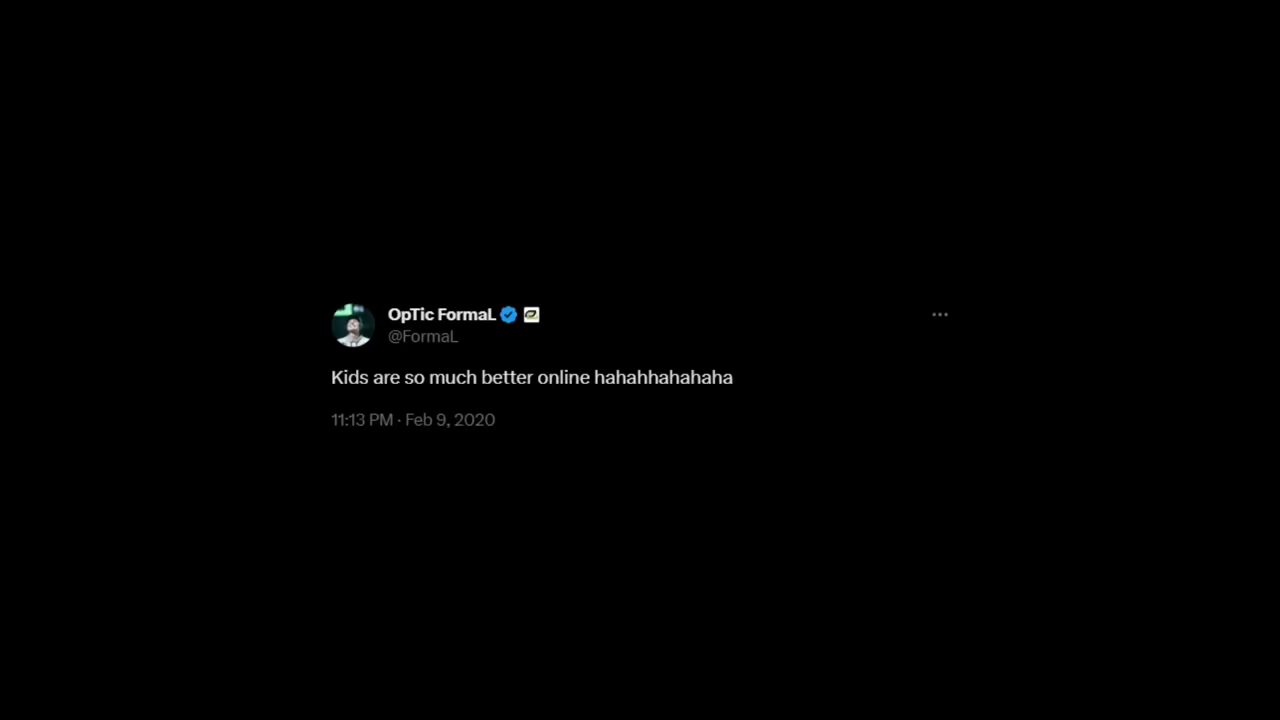 OpTic FormaL
@FormaL
Kids are so much better online hahahhahahaha
11:13 PM · Feb 9, 2020